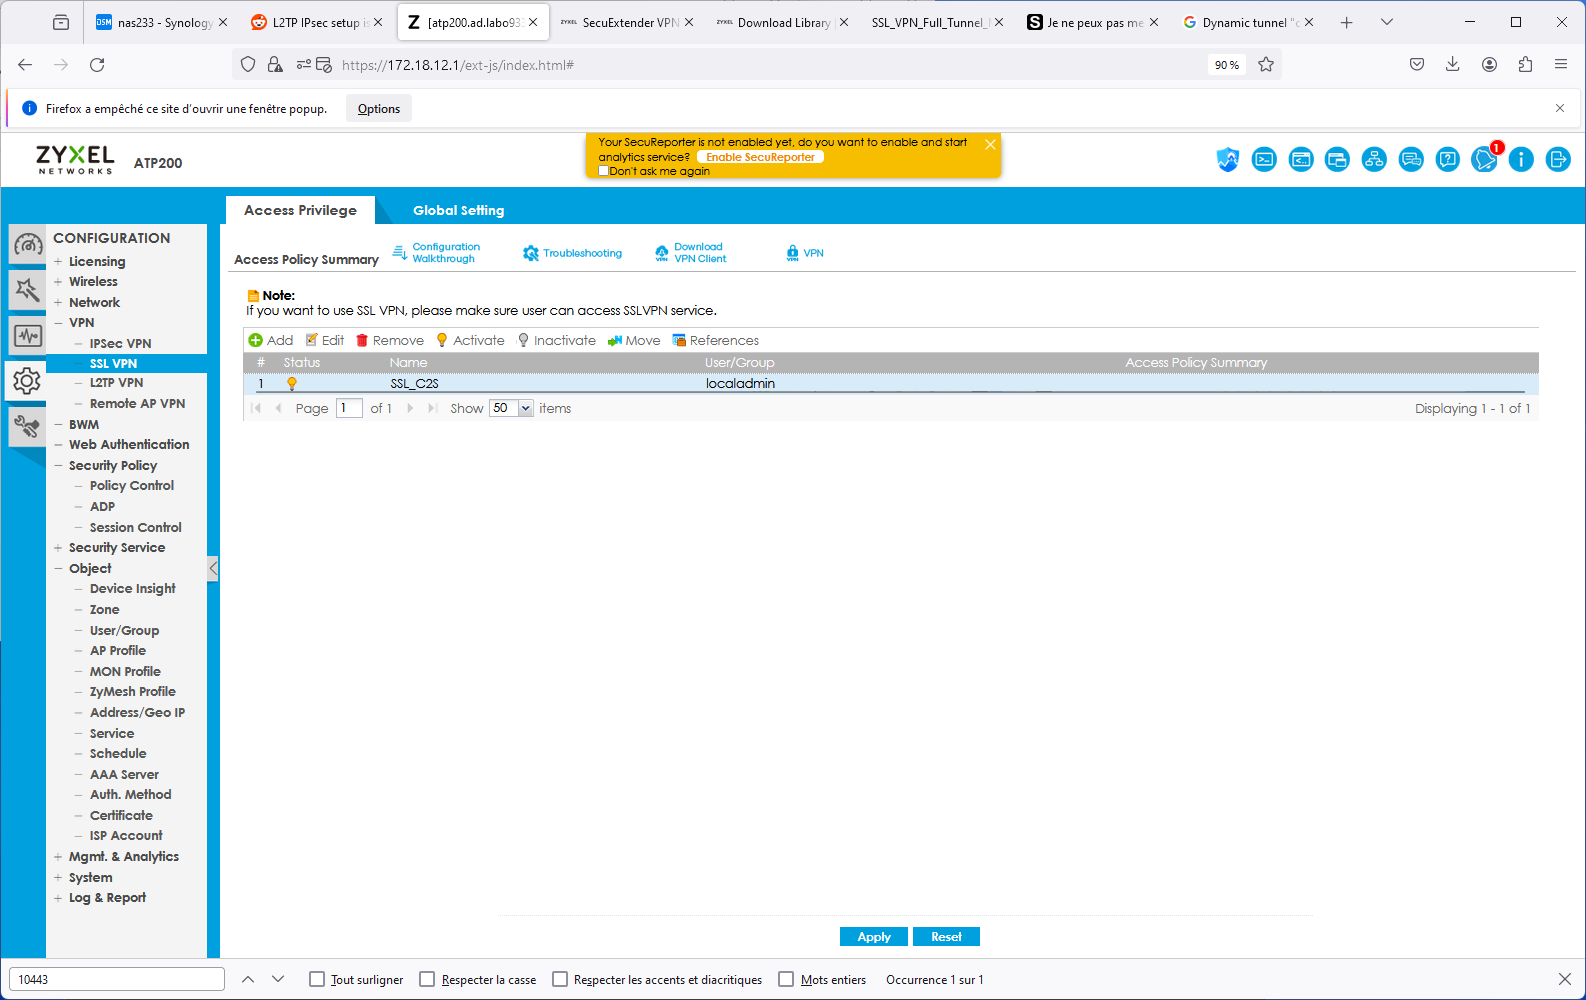 nas233 - Synology
L2TP IPsec setup is
[atp200.ad.labo933
ZYXEL SecuExtender VPN
ZYXEL Download Library |
SSL_VPN_Full_Tunnel_
Je ne peux pas me
Dynamic tunnel "c
https://172.18.12.1/ext-js/index.html#
90 %
Firefox a empêché ce site d'ouvrir une fenêtre popup.
Options
ZYXEL
NETWORKS
ATP200
Your SecuReporter is not enabled yet, do you want to enable and start
analytics service? Enable SecuReporter
Don't ask me again
1
Access Privilege
Global Setting
CONFIGURATION
Licensing
Wireless
Network
VPN
IPSec VPN
SSL VPN
L2TP VPN
Remote AP VPN
BWM
Web Authentication
Security Policy
Policy Control
ADP
Session Control
Security Service
Object
Device Insight
Zone
User/Group
AP Profile
MON Profile
ZyMesh Profile
Address/Geo IP
Service
Schedule
AAA Server
Auth. Method
Certificate
ISP Account
Mgmt. & Analytics
System
Log & Report
Access Policy Summary
Configuration
Walkthrough
Troubleshooting
Download
VPN Client
VPN
Note:
If you want to use SSL VPN, please make sure user can access SSLVPN service.
Add Edit Remove Activate Inactivate Move References
# Status Name User/Group Access Policy Summary
1 SSL_C2S localadmin
Page 1 of 1 Show 50 items Displaying 1 - 1 of 1
Apply Reset
10443 Tout surligner Respecter la casse Respecter les accents et diacritiques Mots entiers Occurrence 1 sur 1